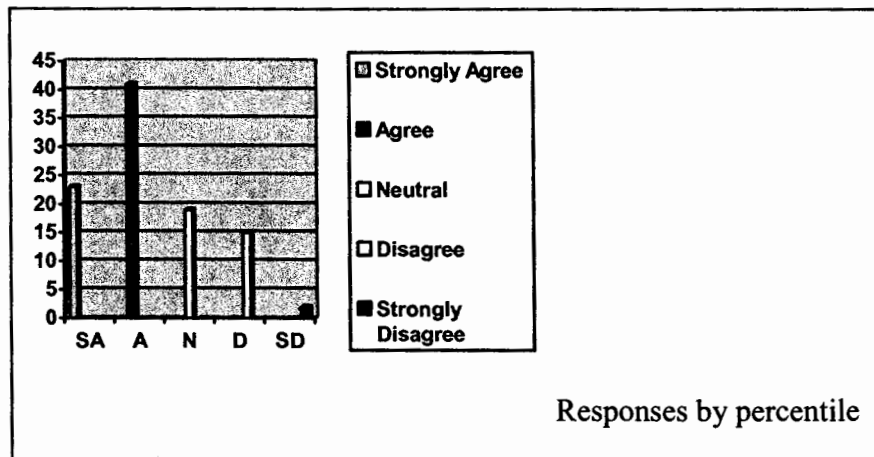 45
40
35
30
25
20
15
10
5
0
SA A N D SD
Strongly Agree
Agree
Neutral
Disagree
Strongly
Disagree
Responses by percentile